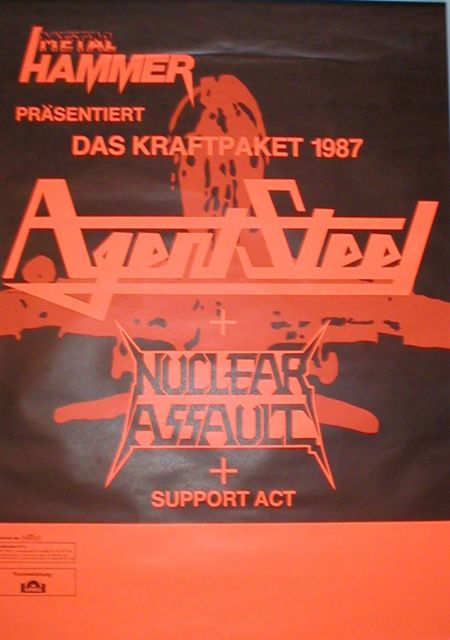 METAL
HAMMER
PRÄSENTIERT
DAS KRAFTPAKET 1987
Agent Steel
+
NUCLEAR
ASSAULT
+
SUPPORT ACT